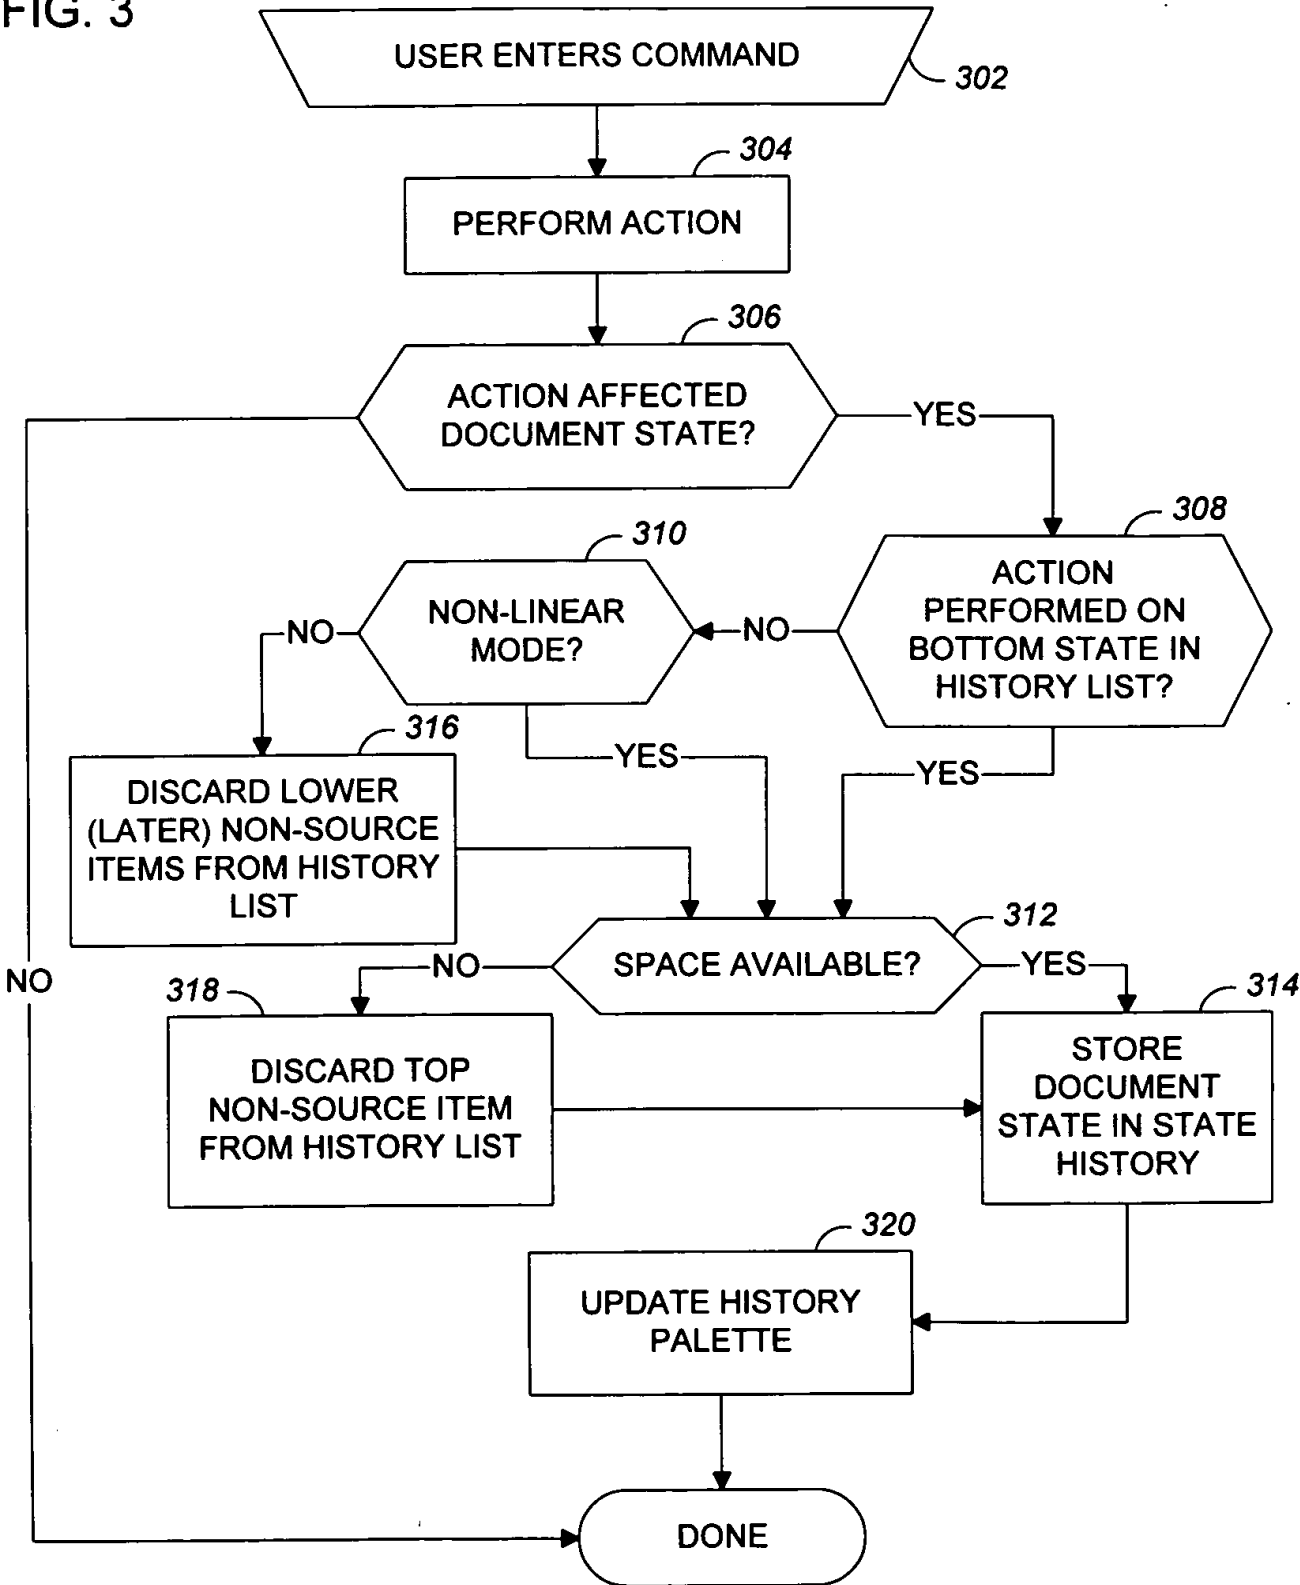 FIG. 3
USER ENTERS COMMAND
302
304
PERFORM ACTION
306
ACTION AFFECTED
DOCUMENT STATE?
YES
308
ACTION
PERFORMED ON
BOTTOM STATE IN
HISTORY LIST?
310
NON-LINEAR
MODE?
NO
NO
316
DISCARD LOWER
(LATER) NON-SOURCE
ITEMS FROM HISTORY
LIST
YES
YES
312
SPACE AVAILABLE?
NO
YES
NO
318
314
DISCARD TOP
NON-SOURCE ITEM
FROM HISTORY LIST
STORE
DOCUMENT
STATE IN STATE
HISTORY
320
UPDATE HISTORY
PALETTE
DONE